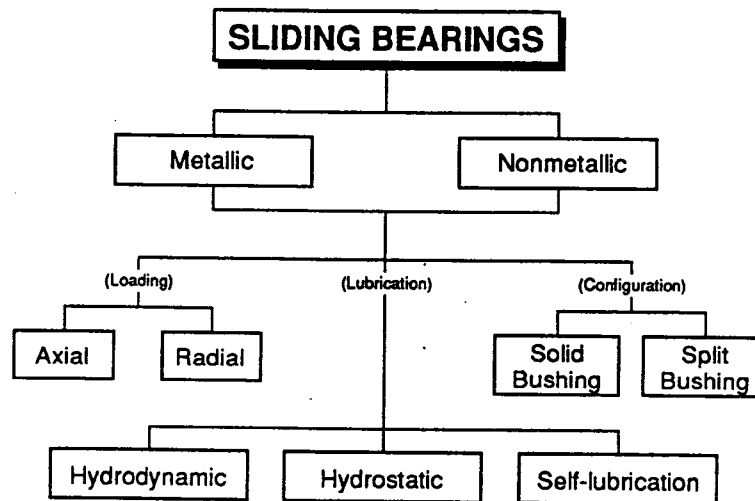 SLIDING BEARINGS
Metallic
Nonmetallic
(Loading)
(Lubrication)
(Configuration)
Axial
Radial
Solid
Bushing
Split
Bushing
Hydrodynamic
Hydrostatic
Self-lubrication